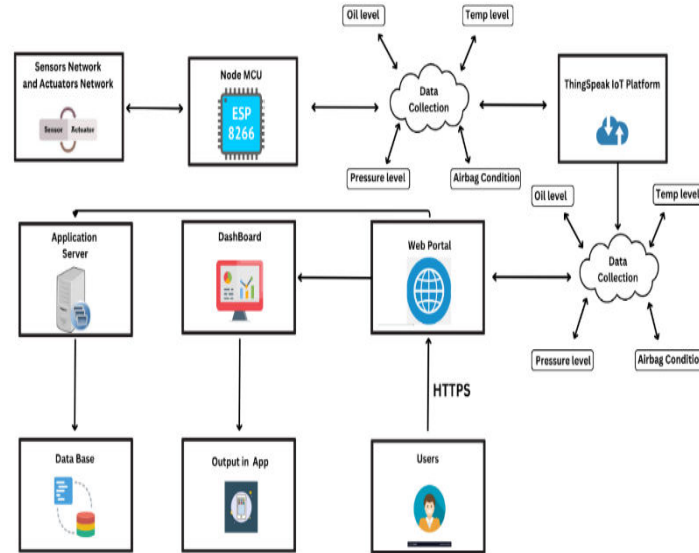 Oil level
Temp level
Sensors Network
and Actuators Network
Sensor
Actuator
Node MCU
ESP
8266
Data
Collection
ThingSpeak IoT Platform
Pressure level
Airbag Condition
Application
Server
DashBoard
Web Portal
Oil level
Temp level
Data
Collection
Pressure level
Airbag Condition
HTTPS
Data Base
Output in App
Users